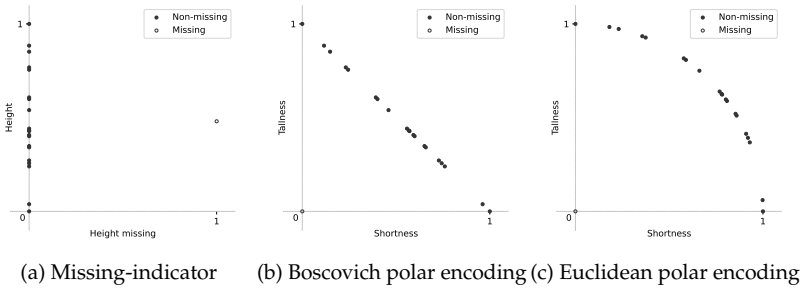 1
Non-missing
Missing
Height
0
1
Height missing
1
Non-missing
Missing
Tallness
0
1
Shortness
1
Non-missing
Missing
Tallness
0
1
Shortness
(a) Missing-indicator
(b) Boscovich polar encoding
(c) Euclidean polar encoding